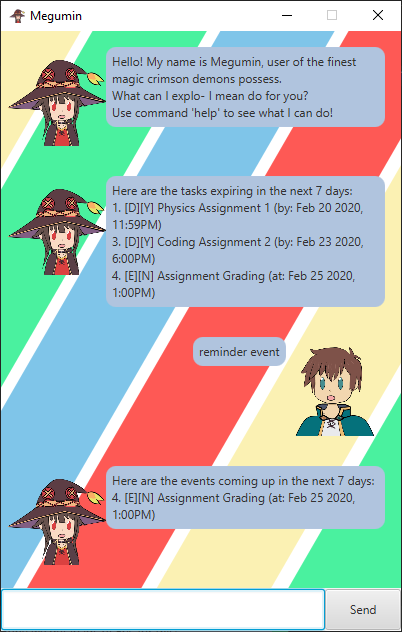 Megumin
Hello! My name is Megumin, user of the finest
magic crimson demons possess.
What can I explo- I mean do for you?
Use command 'help' to see what I can do!
Here are the tasks expiring in the next 7 days:
1. [D][Y] Physics Assignment 1 (by: Feb 20 2020,
11:59PM)
3. [D][Y] Coding Assignment 2 (by: Feb 23 2020,
6:00PM)
4. [E][N] Assignment Grading (at: Feb 25 2020,
1:00PM)
reminder event
Here are the events coming up in the next 7 days:
4. [E][N] Assignment Grading (at: Feb 25 2020,
1:00PM)
Send